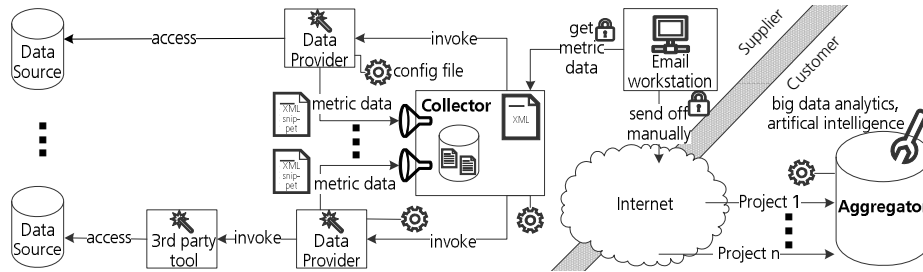 Data
Source
access
Data
Provider
invoke
config file
XML
snip-
pet
metric data
Collector
XML
get
metric
data
Email
workstation
send off
manually
Supplier
Customer
big data analytics,
artifical intelligence
XML
snip-
pet
metric data
Internet
Project 1
Aggregator
Project n
Data
Source
access
3rd party
tool
invoke
Data
Provider
invoke